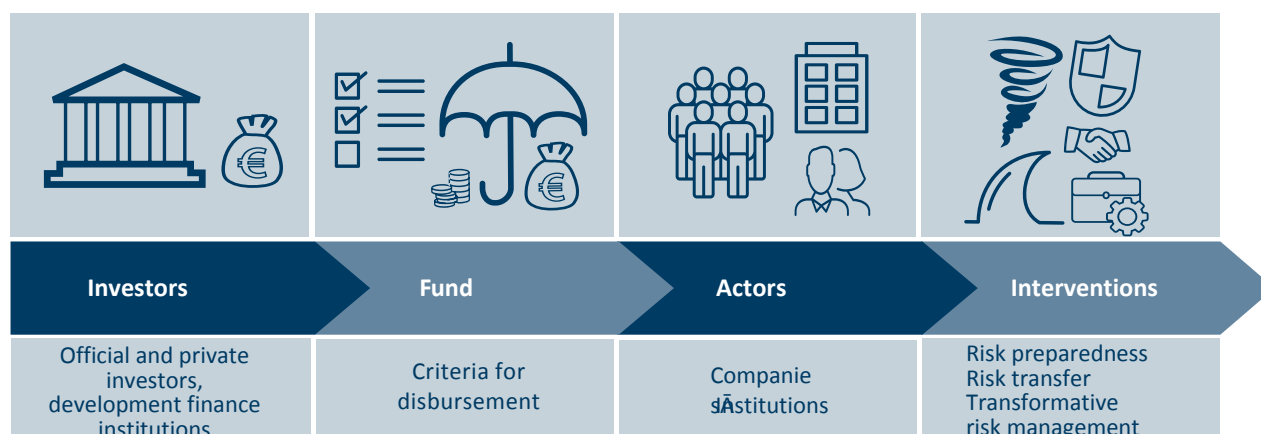 Investors
Fund
Actors
Interventions
Official and private
investors,
development finance
institutions
Criteria for
disbursement
Companie
Risk preparedness
Risk transfer
Transformative
risk management